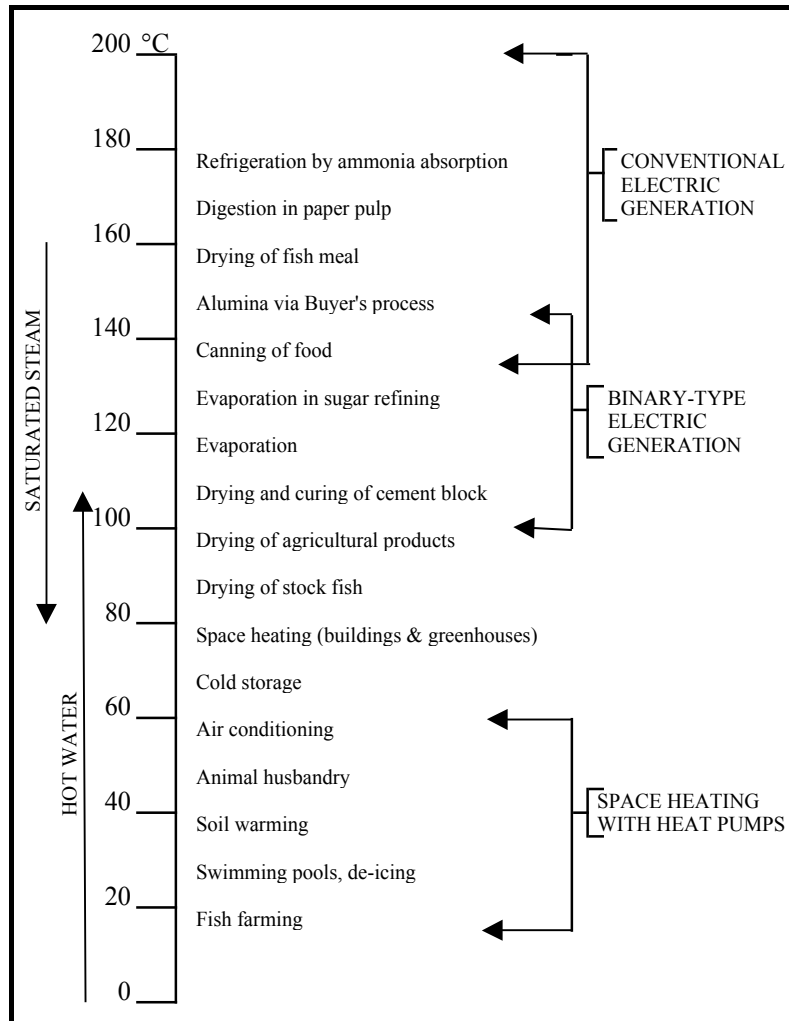 200 °C
180
Refrigeration by ammonia absorption
CONVENTIONAL
ELECTRIC
GENERATION
Digestion in paper pulp
160
Drying of fish meal
SATURATED STEAM
Alumina via Buyer's process
140
Canning of food
Evaporation in sugar refining
BINARY-TYPE
ELECTRIC
GENERATION
120
Evaporation
Drying and curing of cement block
100
Drying of agricultural products
Drying of stock fish
80
Space heating (buildings & greenhouses)
Cold storage
60
HOT WATER
Air conditioning
Animal husbandry
40
SPACE HEATING
WITH HEAT PUMPS
Soil warming
Swimming pools, de-icing
20
Fish farming
0